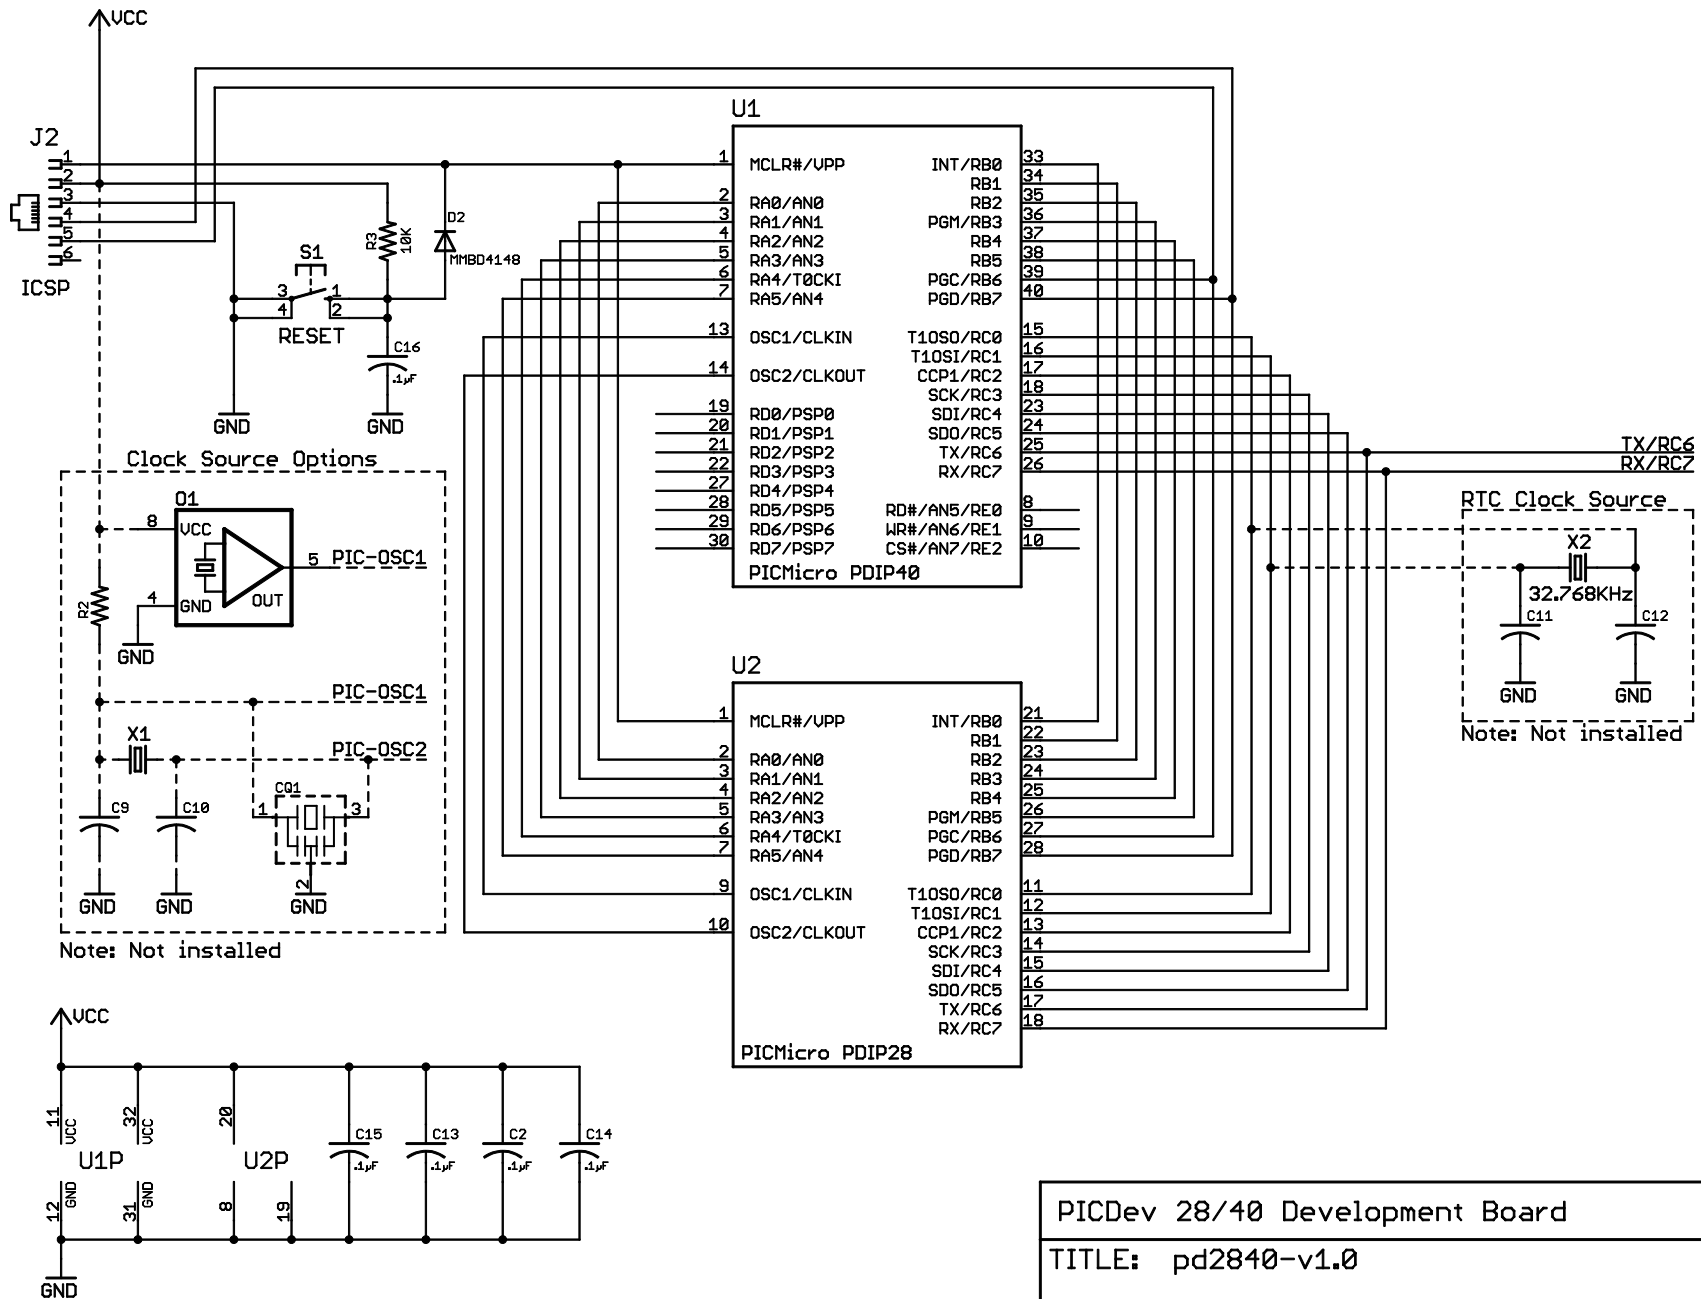 VCC
J2
1
2
3
4
5
6
ICSP
S1
3
4
1
2
RESET
R3
10K
D2
MMBD4148
C16
.1µF
GND
GND
U1
1 MCLR#/VPP
2 RA0/AN0
3 RA1/AN1
4 RA2/AN2
5 RA3/AN3
6 RA4/T0CKI
7 RA5/AN4
13 OSC1/CLKIN
14 OSC2/CLKOUT
19 RD0/PSP0
20 RD1/PSP1
21 RD2/PSP2
22 RD3/PSP3
27 RD4/PSP4
28 RD5/PSP5
29 RD6/PSP6
30 RD7/PSP7
INT/RB0 33
RB1 34
RB2 35
PGM/RB3 36
RB4 37
RB5 38
PGC/RB6 39
PGD/RB7 40
T1OSO/RC0 15
T1OSI/RC1 16
CCP1/RC2 17
SCK/RC3 18
SDI/RC4 23
SDO/RC5 24
TX/RC6 25
RX/RC7 26
RD#/AN5/RE0 8
WR#/AN6/RE1 9
CS#/AN7/RE2 10
PICMicro PDIP40
TX/RC6
RX/RC7
RTC Clock Source
X2
32.768KHz
C11
C12
GND
GND
Note: Not installed
Clock Source Options
O1
8
VCC
5
PIC-OSC1
4
GND
OUT
GND
R2
PIC-OSC1
X1
PIC-OSC2
C9
C10
CQ1
1
3
2
GND
GND
GND
Note: Not installed
U2
1 MCLR#/VPP
2 RA0/AN0
3 RA1/AN1
4 RA2/AN2
5 RA3/AN3
6 RA4/T0CKI
7 RA5/AN4
9 OSC1/CLKIN
10 OSC2/CLKOUT
INT/RB0 21
RB1 22
RB2 23
RB3 24
RB4 25
PGM/RB5 26
PGC/RB6 27
PGD/RB7 28
T1OSO/RC0 11
T1OSI/RC1 12
CCP1/RC2 13
SCK/RC3 14
SDI/RC4 15
SDO/RC5 16
TX/RC6 17
RX/RC7 18
PICMicro PDIP28
VCC
11
VCC
32
VCC
20
U1P
U2P
12
GND
31
GND
8
19
C15
.1µF
C13
.1µF
C2
.1µF
C14
.1µF
GND
PICDev 28/40 Development Board
TITLE: pd2840-v1.0